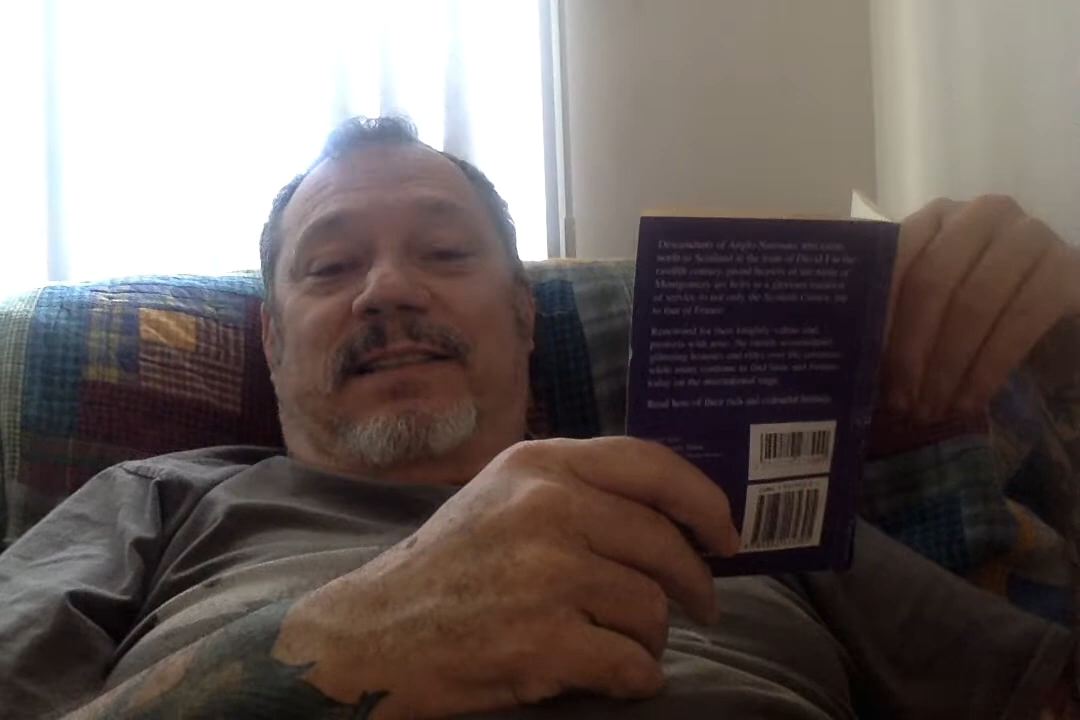 Descendants of Anglo-Normans who came
north to Scotland in the train of David I in the
twelfth century, proud bearers of the name of
Montgomery are heirs to a glorious tradition
of service to not only the Scottish Crown, but
to that of France.
Renowned for their knightly valour and
prowess with arms, the family accumulated
glittering honours and titles over the centuries
while many continue to find fame and fortune
today on the international stage.
Read here of their rich and colourful heritage.